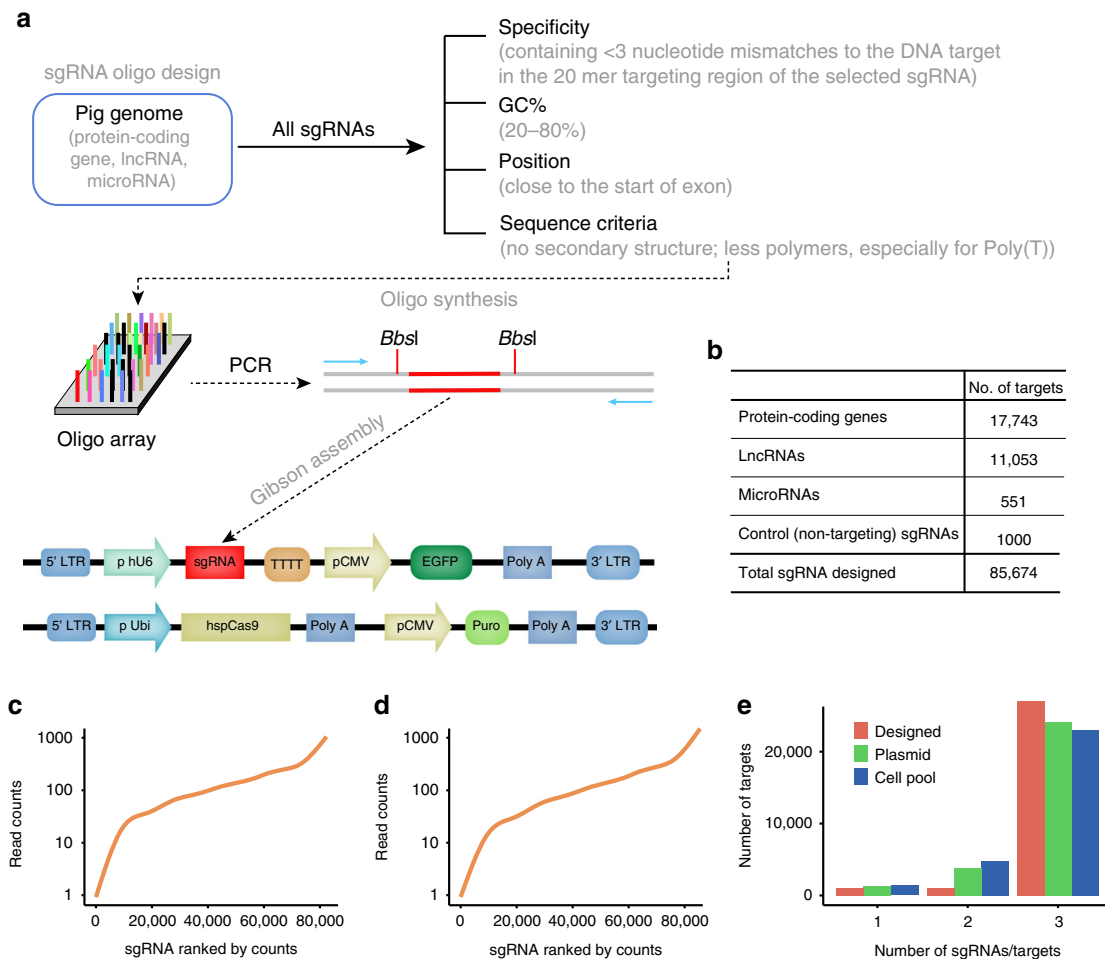 a
sgRNA oligo design
Pig genome
(protein-coding
gene, lncRNA,
microRNA)
All sgRNAs
Specificity
(containing <3 nucleotide mismatches to the DNA target
in the 20 mer targeting region of the selected sgRNA)
GC%
(20–80%)
Position
(close to the start of exon)
Sequence criteria
(no secondary structure; less polymers, especially for Poly(T))
Oligo synthesis
BbsI
BbsI
PCR
Oligo array
Gibson assembly
5′ LTR
p hU6
sgRNA
TTTT
pCMV
EGFP
Poly A
3′ LTR
5′ LTR
p Ubi
hspCas9
Poly A
pCMV
Puro
Poly A
3′ LTR
b
No. of targets
Protein-coding genes 17,743
LncRNAs 11,053
MicroRNAs 551
Control (non-targeting) sgRNAs 1000
Total sgRNA designed 85,674
c
Read counts
1000
100
10
1
0 20,000 40,000 60,000 80,000
sgRNA ranked by counts
d
Read counts
1000
100
10
1
0 20,000 40,000 60,000 80,000
sgRNA ranked by counts
e
Number of targets
20,000
10,000
0
Designed
Plasmid
Cell pool
1 2 3
Number of sgRNAs/targets